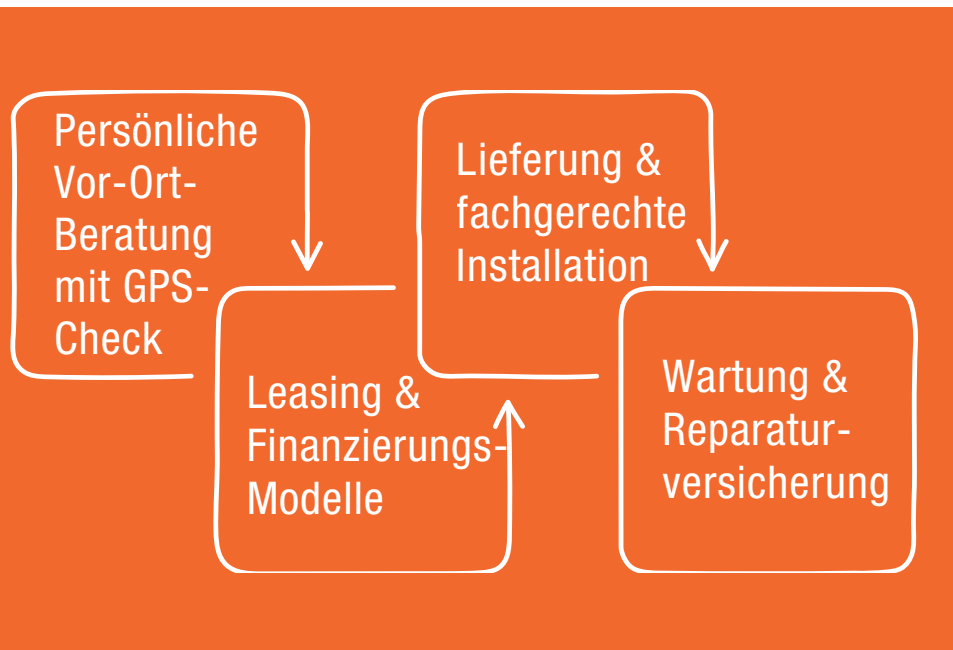 Persönliche
Vor-Ort-
Beratung
mit GPS-
Check
Leasing &
Finanzierungs-
Modelle
Lieferung &
fachgerechte
Installation
Wartung &
Reparatur-
versicherung